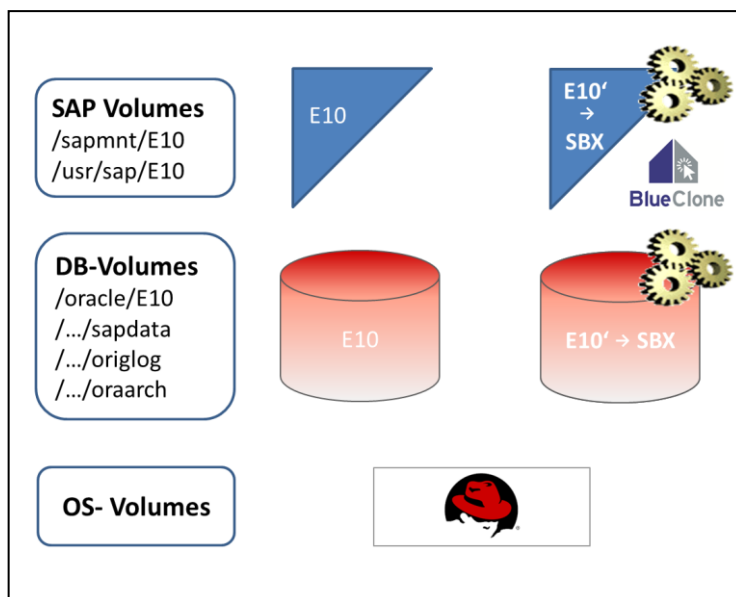 SAP Volumes
/sapmnt/E10
/usr/sap/E10
E10
E10‘
→
SBX
BlueClone
DB-Volumes
/oracle/E10
/.../sapdata
/.../origlog
/.../oraarch
E10
E10‘ → SBX
OS- Volumes